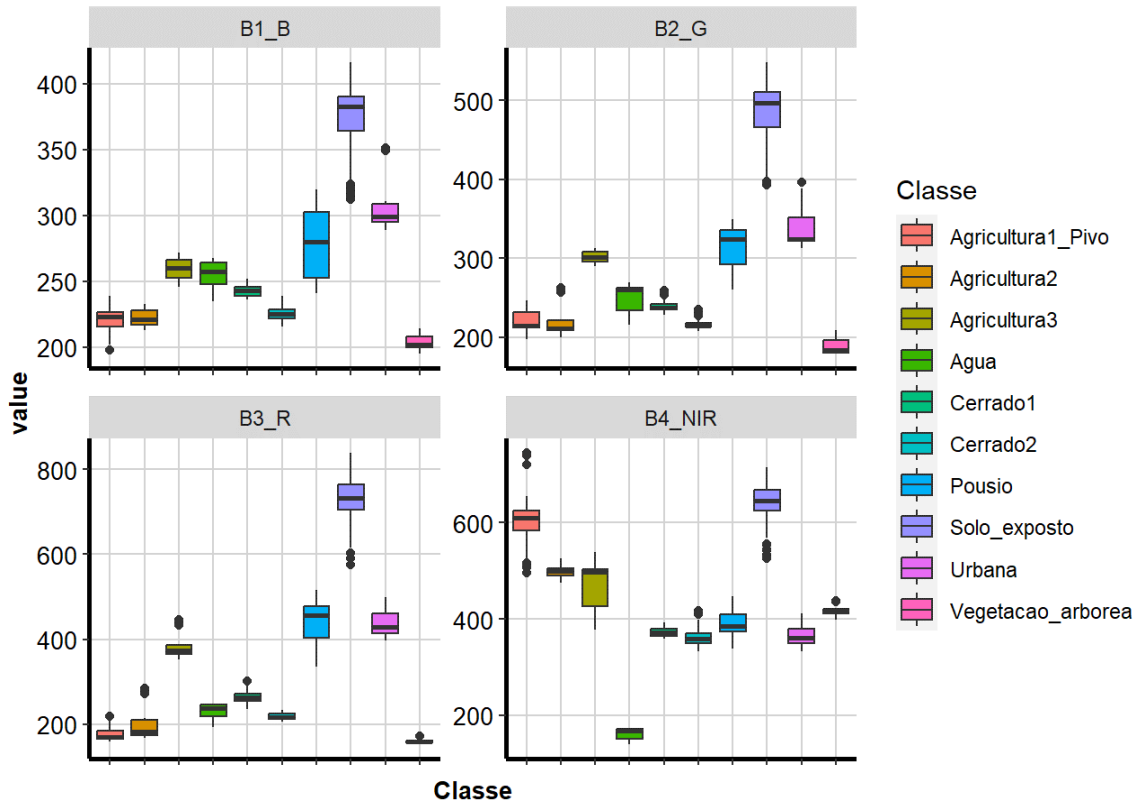 B1_B
B2_G
400
350
300
250
200
500
400
300
200
value
B3_R
B4_NIR
800
600
400
200
600
400
200
Classe
Classe
Agricultura1_Pivo
Agricultura2
Agricultura3
Agua
Cerrado1
Cerrado2
Pousio
Solo_exposto
Urbana
Vegetacao_arborea